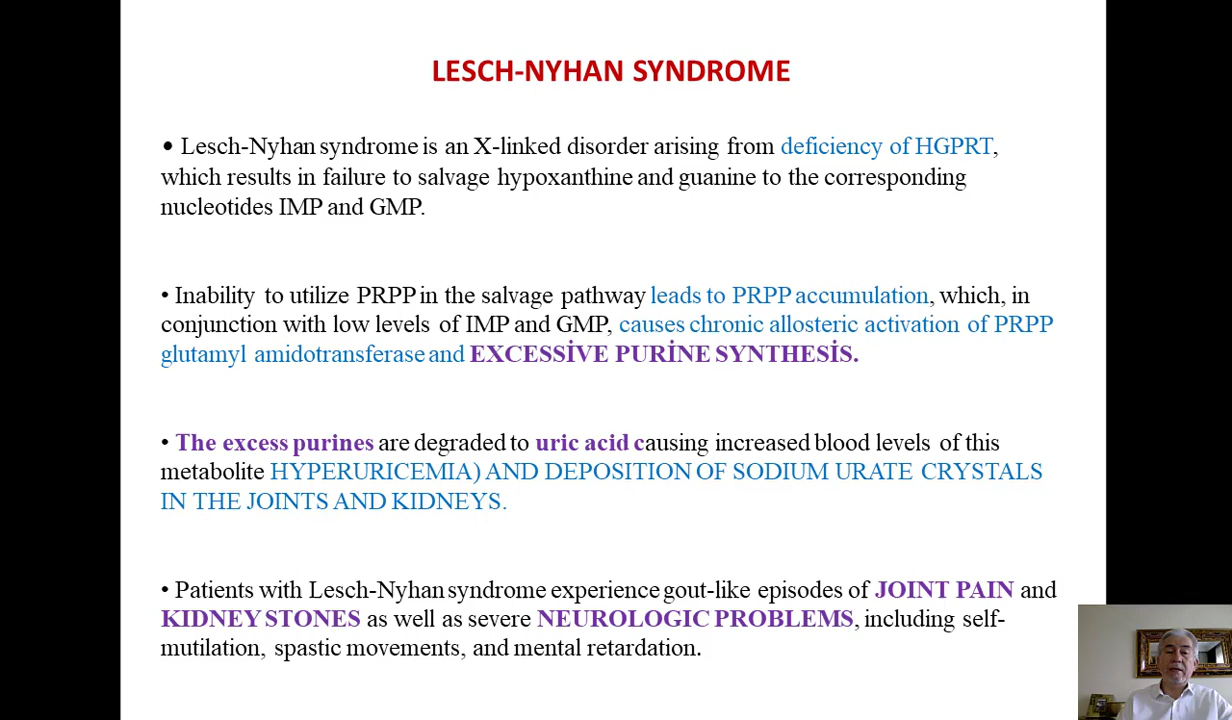 LESCH-NYHAN SYNDROME
• Lesch-Nyhan syndrome is an X-linked disorder arising from deficiency of HGPRT,
which results in failure to salvage hypoxanthine and guanine to the corresponding
nucleotides IMP and GMP.
• Inability to utilize PRPP in the salvage pathway leads to PRPP accumulation, which, in
conjunction with low levels of IMP and GMP, causes chronic allosteric activation of PRPP
glutamyl amidotransferase and EXCESSİVE PURİNE SYNTHESİS.
• The excess purines are degraded to uric acid causing increased blood levels of this
metabolite HYPERURICEMIA) AND DEPOSITION OF SODIUM URATE CRYSTALS
IN THE JOINTS AND KIDNEYS.
• Patients with Lesch-Nyhan syndrome experience gout-like episodes of JOINT PAIN and
KIDNEY STONES as well as severe NEUROLOGIC PROBLEMS, including self-
mutilation, spastic movements, and mental retardation.